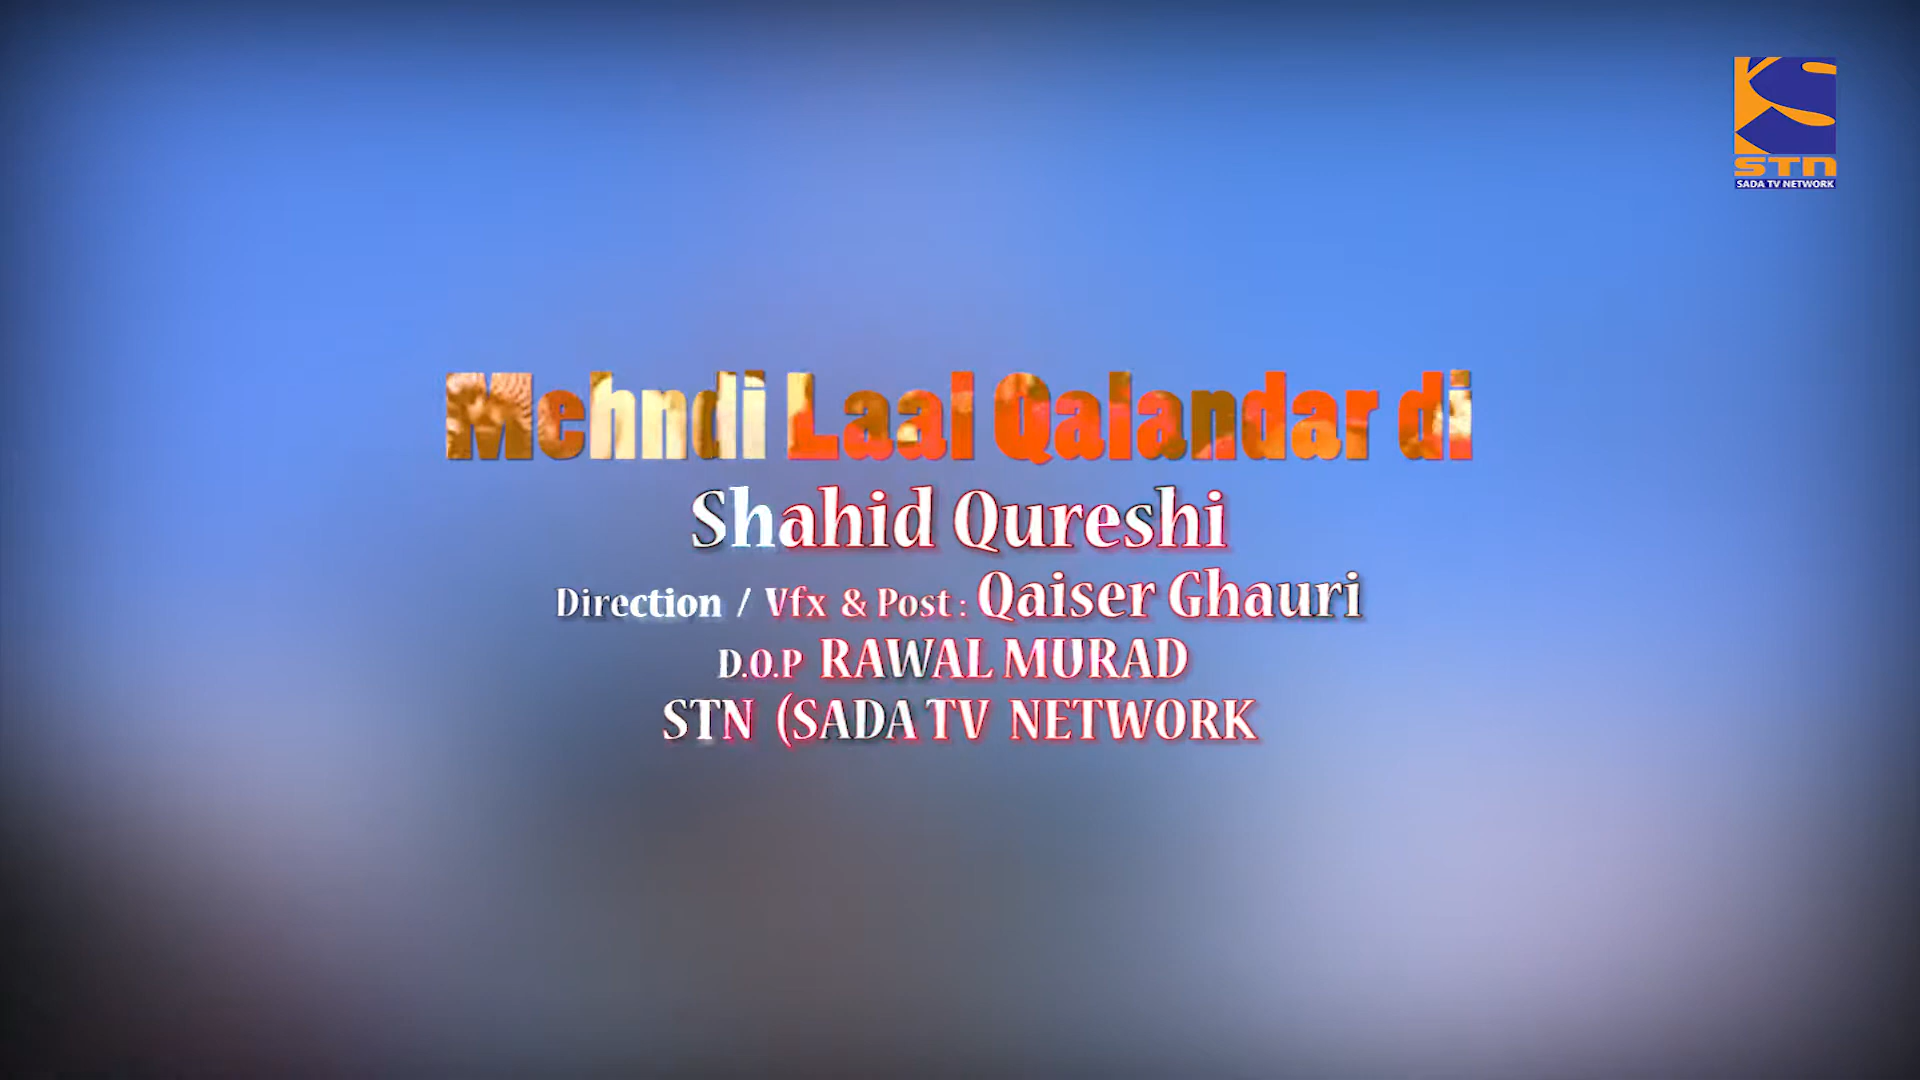 STN
SADA TV NETWORK
Mehndi Laal Qalandar di
Shahid Qureshi
Direction / Vfx & Post : Qaiser Ghauri
D.O.P RAWAL MURAD
STN (SADA TV NETWORK